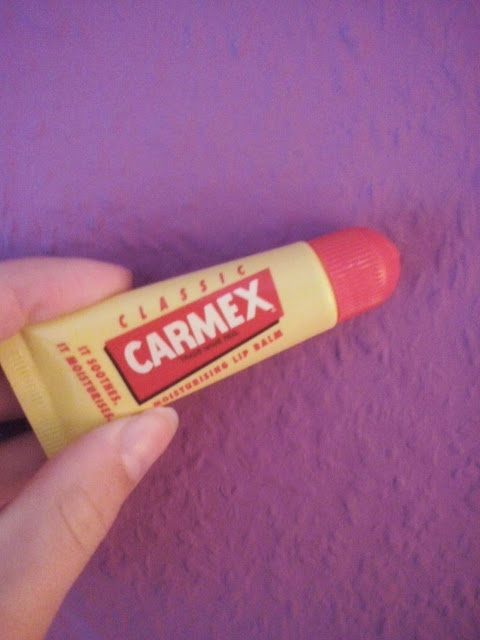 CLASSIC
CARMEX
MOISTURISING LIP BALM
IT SOOTHES.
IT MOISTURISES.